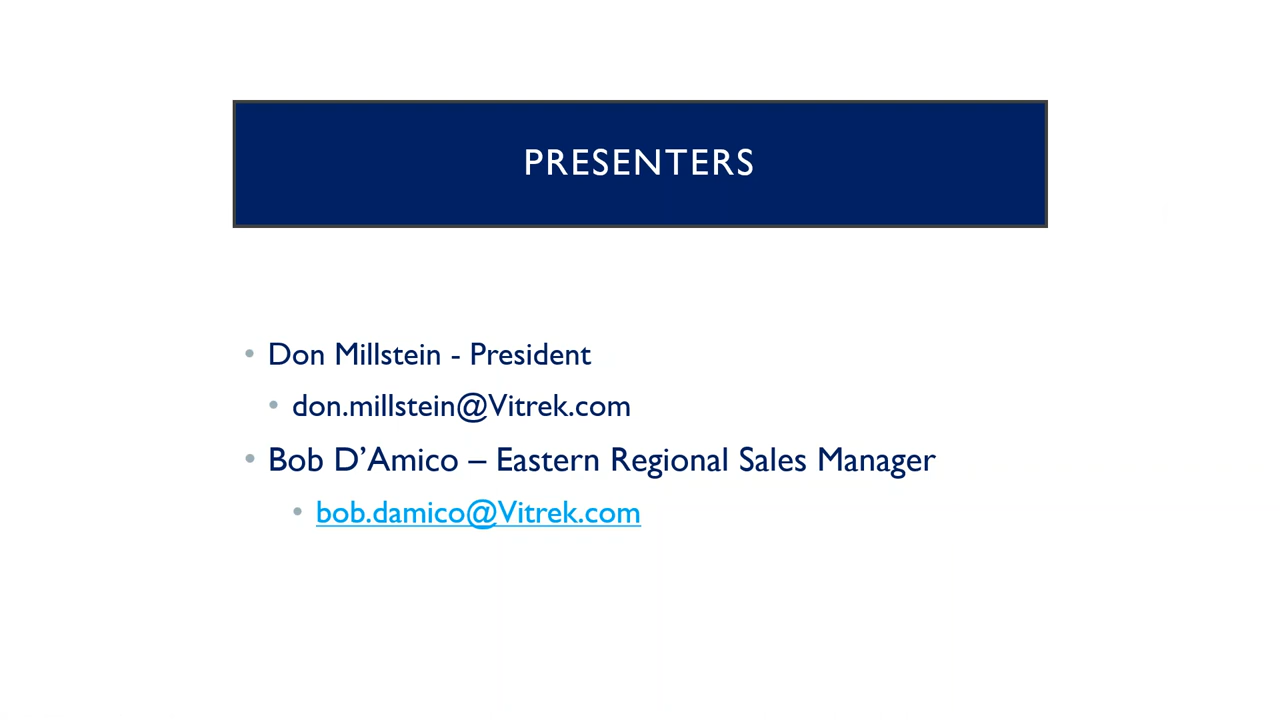 PRESENTERS
• Don Millstein - President
• don.millstein@Vitrek.com
• Bob D’Amico – Eastern Regional Sales Manager
• bob.damico@Vitrek.com